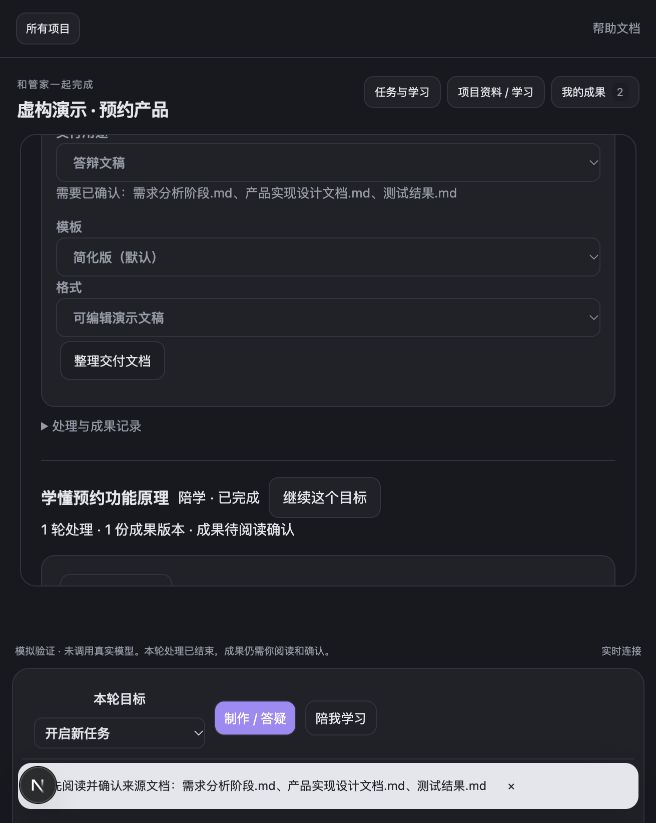 所有项目
帮助文档
和管家一起完成
虚构演示 · 预约产品
任务与学习
项目资料 / 学习
我的成果 2
答辩文稿
需要已确认：需求分析阶段.md、产品实现设计文档.md、测试结果.md
模板
简化版（默认）
格式
可编辑演示文稿
整理交付文档
▶ 处理与成果记录
学懂预约功能原理 陪学 · 已完成 继续这个目标
1 轮处理 · 1 份成果版本 · 成果待阅读确认
模拟验证 · 未调用真实模型。本轮处理已结束，成果仍需你阅读和确认。
实时连接
本轮目标
开启新任务
制作 / 答疑
陪我学习
N
先阅读并确认来源文档：需求分析阶段.md、产品实现设计文档.md、测试结果.md ×